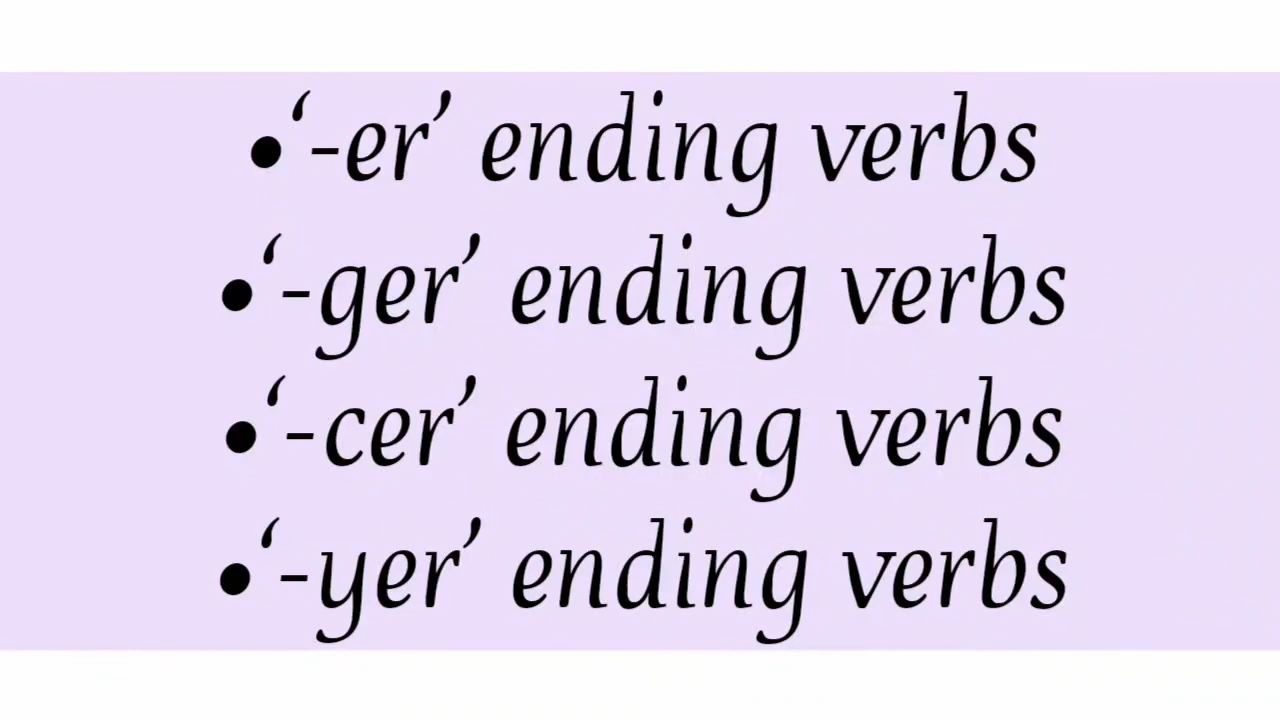 •‘-er’ ending verbs
•‘-ger’ ending verbs
•‘-cer’ ending verbs
•‘-yer’ ending verbs